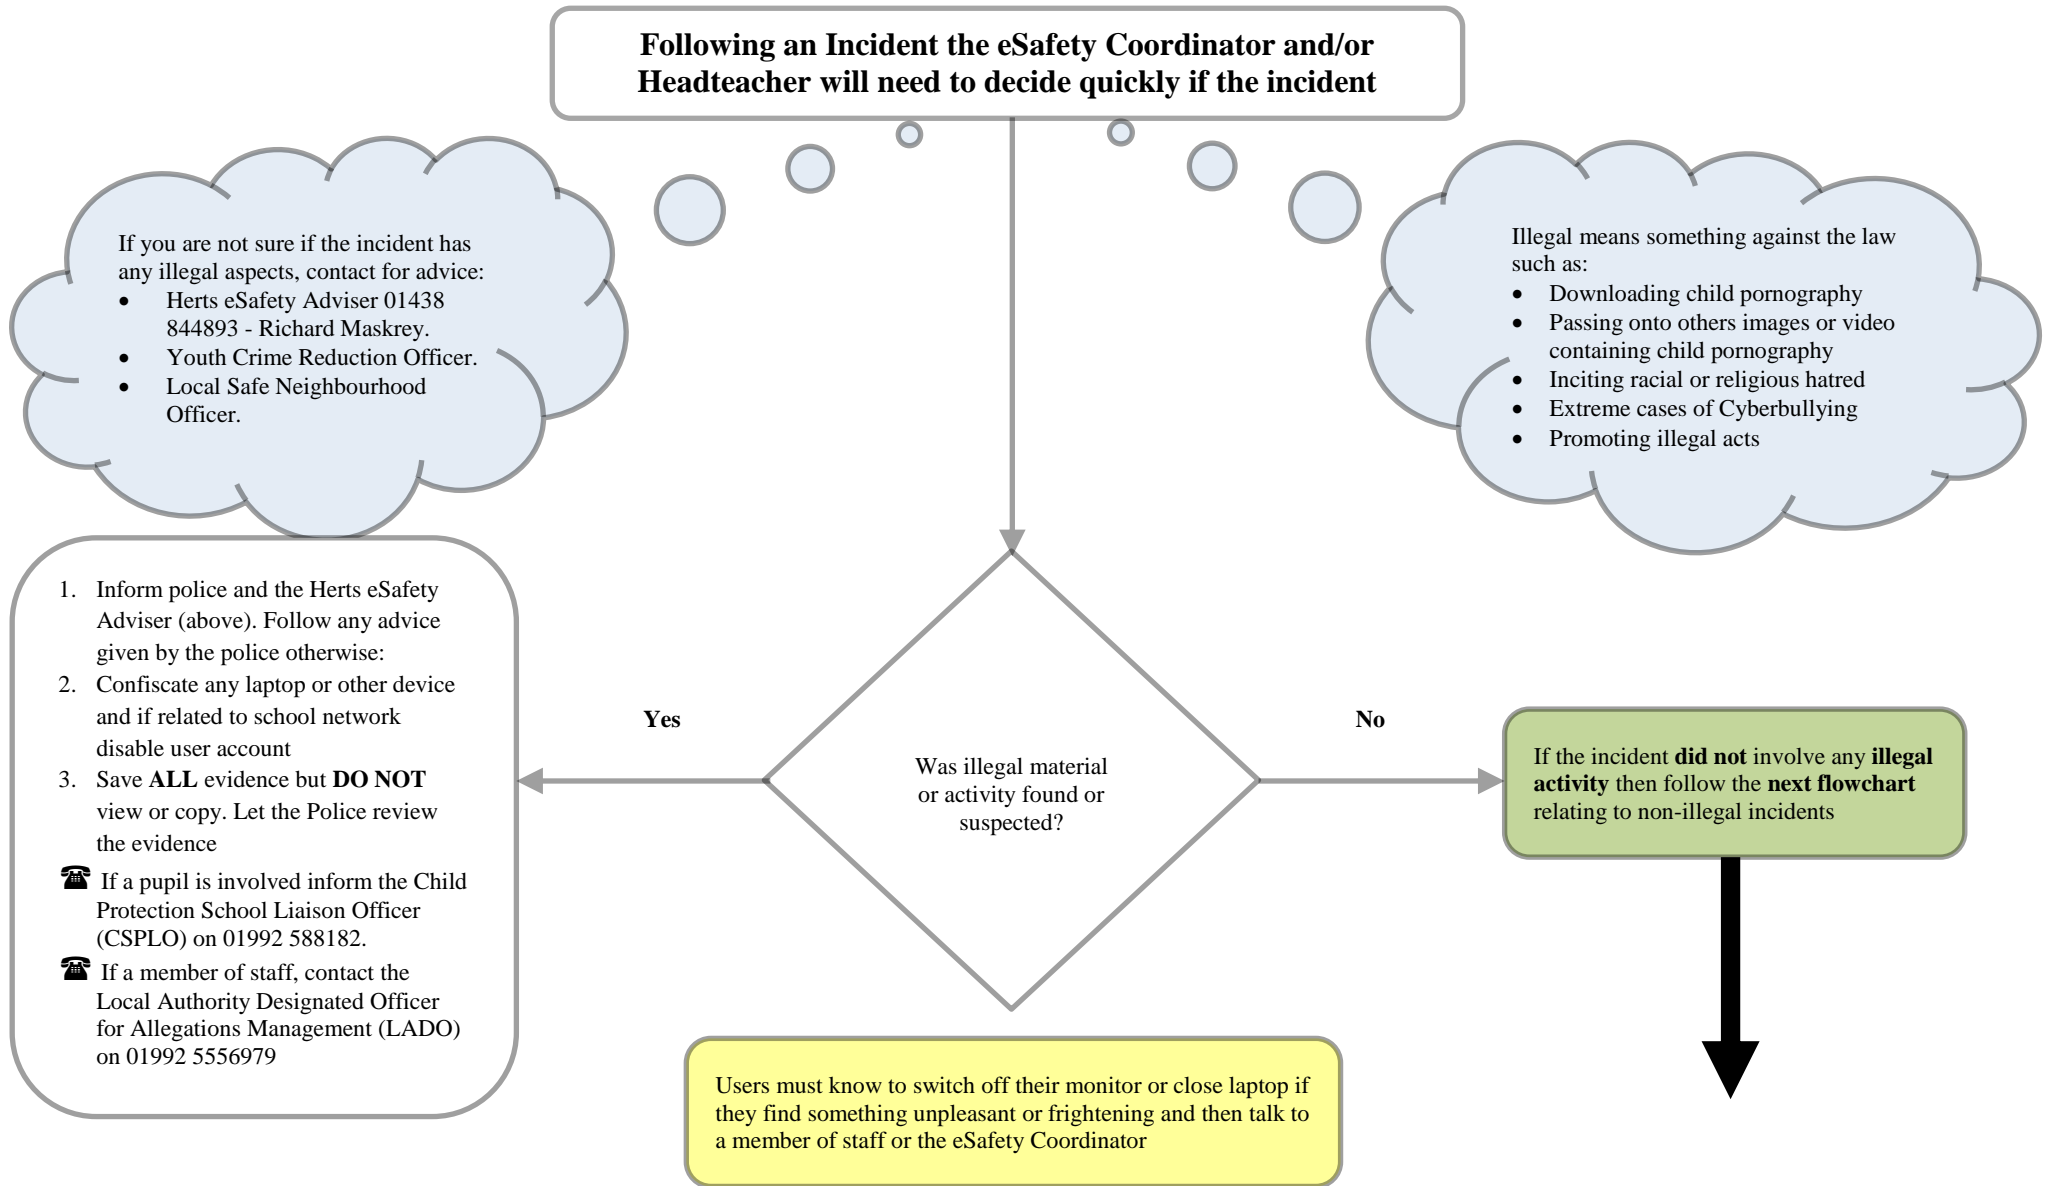 Following an Incident the eSafety Coordinator and/or
Headteacher will need to decide quickly if the incident
If you are not sure if the incident has
any illegal aspects, contact for advice:
• Herts eSafety Adviser 01438
844893 - Richard Maskrey.
• Youth Crime Reduction Officer.
• Local Safe Neighbourhood
Officer.
Illegal means something against the law
such as:
• Downloading child pornography
• Passing onto others images or video
containing child pornography
• Inciting racial or religious hatred
• Extreme cases of Cyberbullying
• Promoting illegal acts
1. Inform police and the Herts eSafety
Adviser (above). Follow any advice
given by the police otherwise:
2. Confiscate any laptop or other device
and if related to school network
disable user account
3. Save ALL evidence but DO NOT
view or copy. Let the Police review
the evidence
☎ If a pupil is involved inform the Child
Protection School Liaison Officer
(CSPLO) on 01992 588182.
☎ If a member of staff, contact the
Local Authority Designated Officer
for Allegations Management (LADO)
on 01992 5556979
Yes
Was illegal material
or activity found or
suspected?
No
If the incident did not involve any illegal
activity then follow the next flowchart
relating to non-illegal incidents
Users must know to switch off their monitor or close laptop if
they find something unpleasant or frightening and then talk to
a member of staff or the eSafety Coordinator